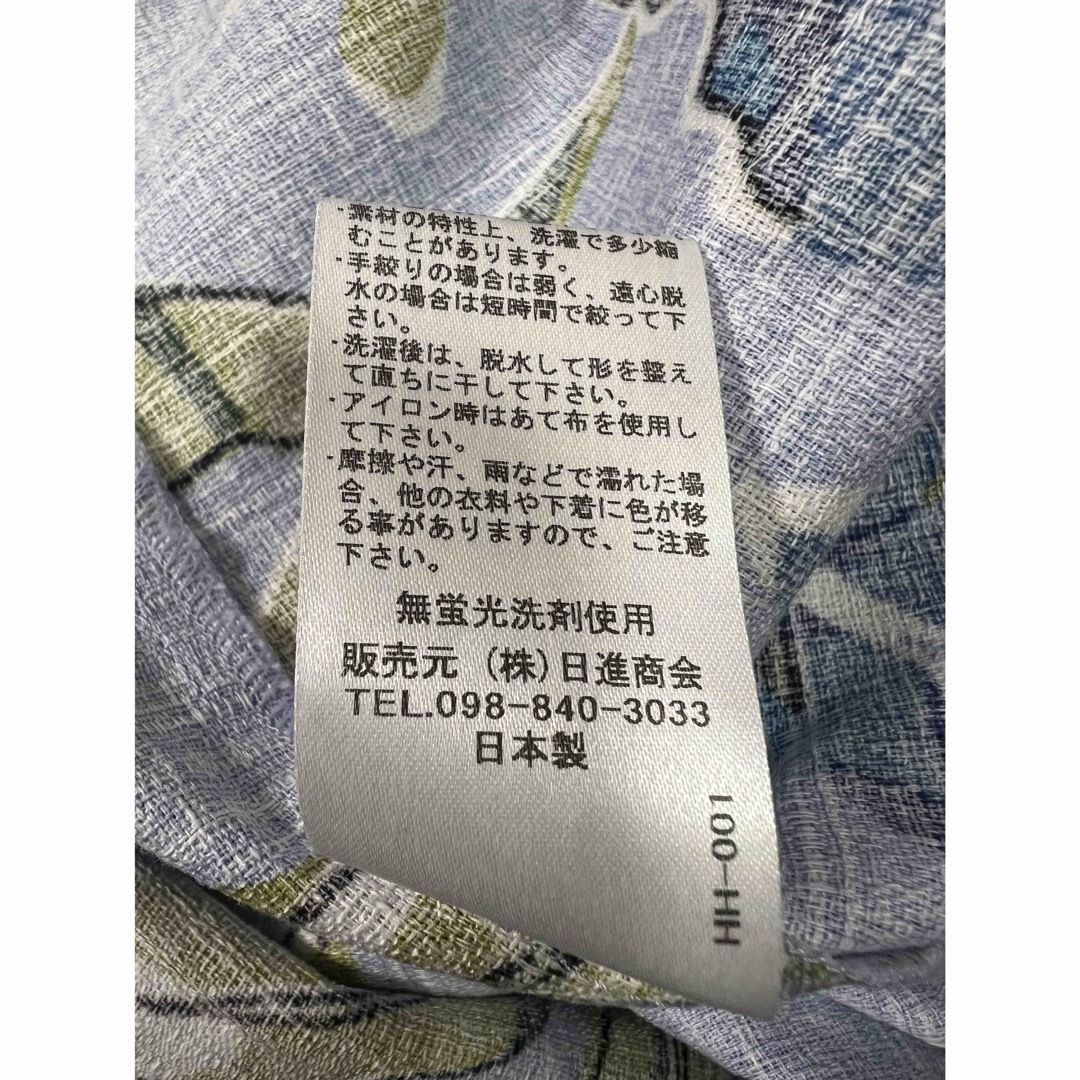 ・素材の特性上、洗濯で多少縮
むことがあります。
・手絞りの場合は弱く、遠心脱
水の場合は短時間で絞って下
さい。
・洗濯後は、脱水して形を整え
て直ちに干して下さい。
・アイロン時はあて布を使用し
て下さい。
・摩擦や汗、雨などで濡れた場
合、他の衣料や下着に色が移
る事がありますので、ご注意
下さい。
無蛍光洗剤使用
販売元 (株)日進商会
TEL.098-840-3033
日本製
HH-001